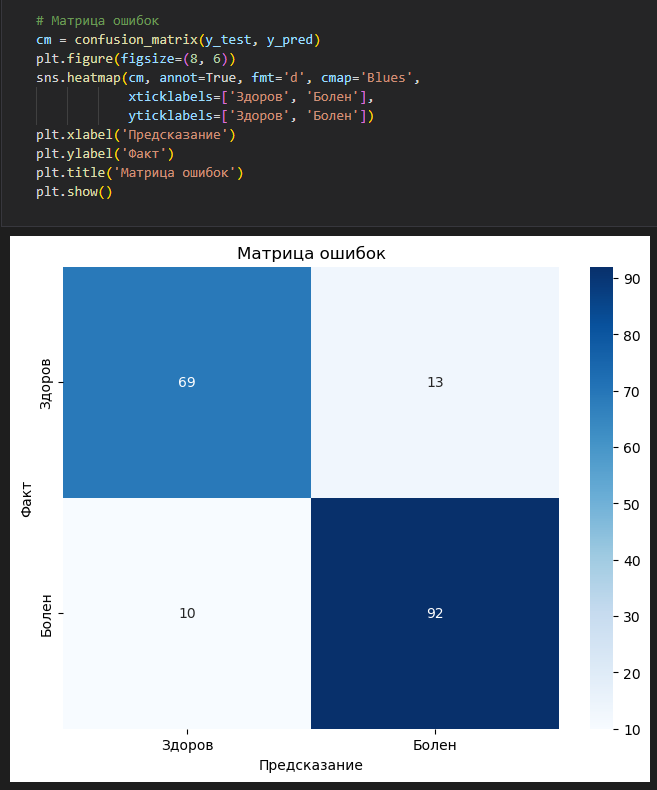 # Матрица ошибок
cm = confusion_matrix(y_test, y_pred)
plt.figure(figsize=(8, 6))
sns.heatmap(cm, annot=True, fmt='d', cmap='Blues',
            xticklabels=['Здоров', 'Болен'],
            yticklabels=['Здоров', 'Болен'])
plt.xlabel('Предсказание')
plt.ylabel('Факт')
plt.title('Матрица ошибок')
plt.show()
Матрица ошибок
Факт
Здоров
69
13
Болен
10
92
Здоров
Болен
Предсказание
90
80
70
60
50
40
30
20
10